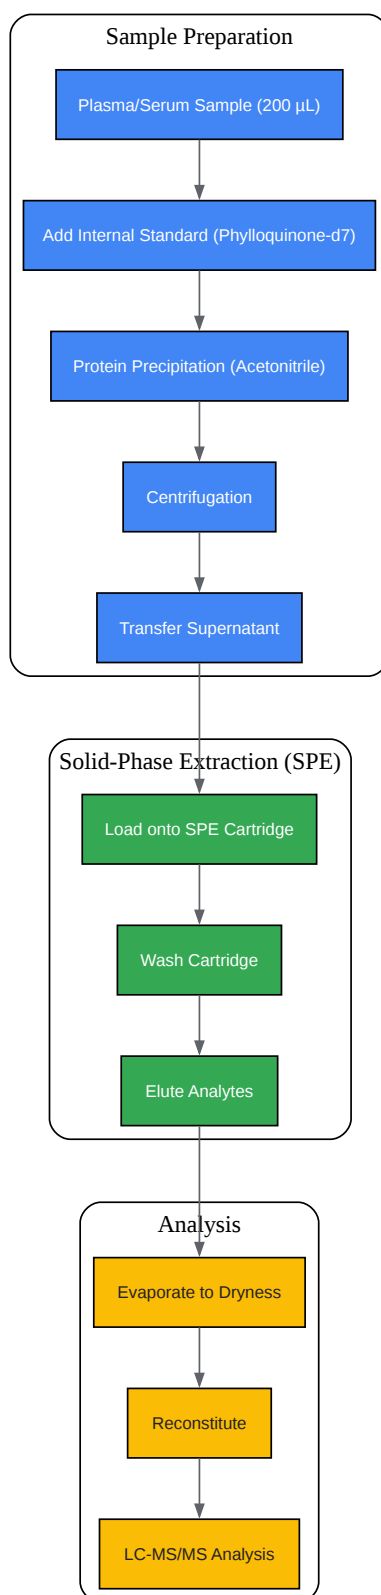 Sample Preparation
Plasma/Serum Sample (200 µL)
Add Internal Standard (Phylloquinone-d7)
Protein Precipitation (Acetonitrile)
Centrifugation
Transfer Supernatant
Solid-Phase Extraction (SPE)
Load onto SPE Cartridge
Wash Cartridge
Elute Analytes
Analysis
Evaporate to Dryness
Reconstitute
LC-MS/MS Analysis